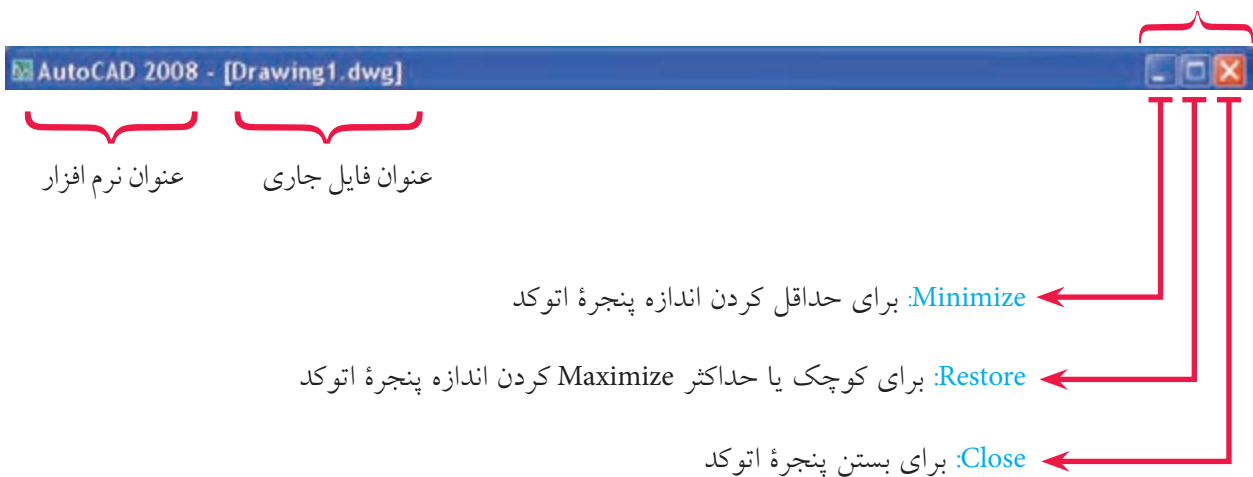 AutoCAD 2008 - [Drawing1.dwg]
عنوان فایل جاری
عنوان نرم افزار
Minimize: برای حداقل کردن اندازه پنجرهٔ اتوکد
Restore: برای کوچک یا حداکثر Maximize کردن اندازه پنجرهٔ اتوکد
Close: برای بستن پنجرهٔ اتوکد